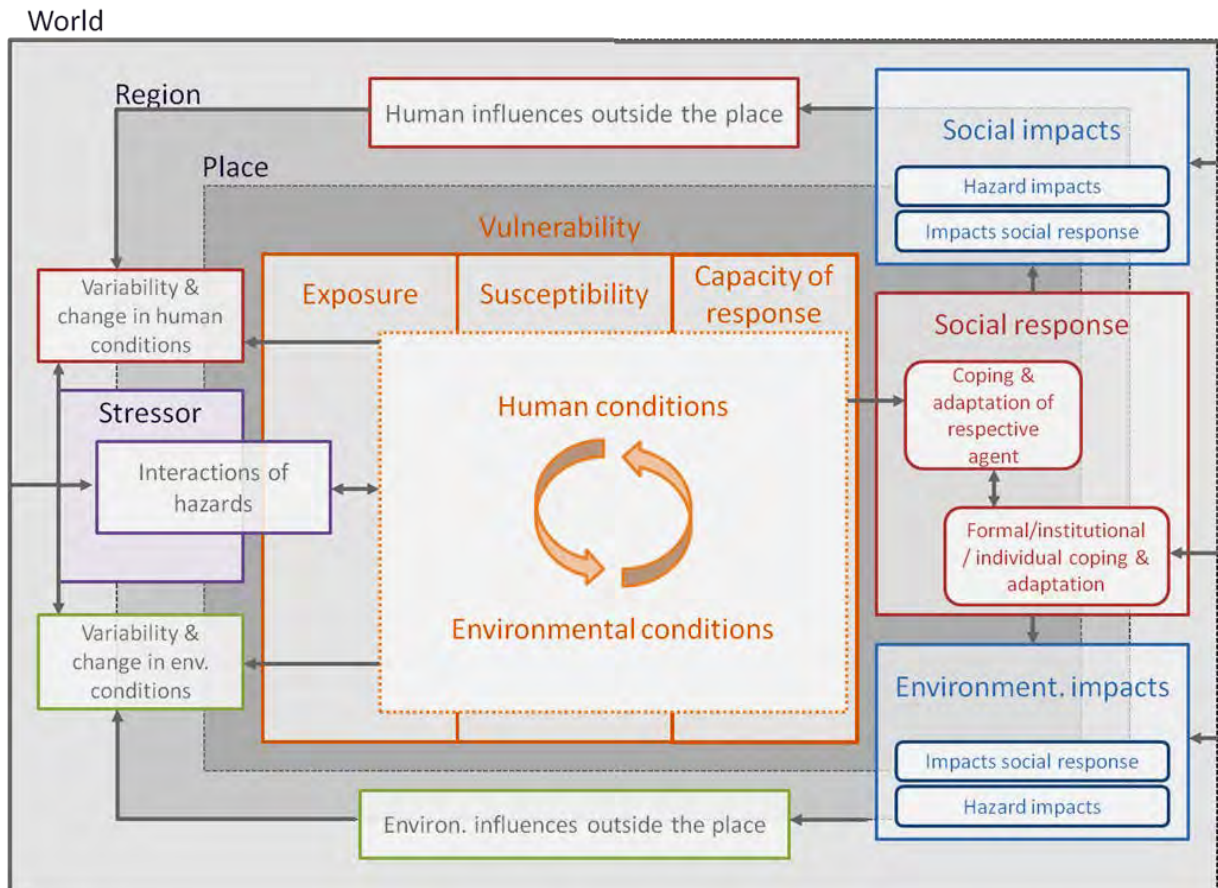 World
Region
Human influences outside the place
Social impacts
Hazard impacts
Impacts social response
Place
Vulnerability
Exposure
Susceptibility
Capacity of
response
Variability &
change in human
conditions
Social response
Coping &
adaptation of
respective
agent
Formal/institutional
/ individual coping &
adaptation
Stressor
Interactions of
hazards
Human conditions
Environmental conditions
Variability &
change in env.
conditions
Environment. impacts
Impacts social response
Hazard impacts
Environ. influences outside the place